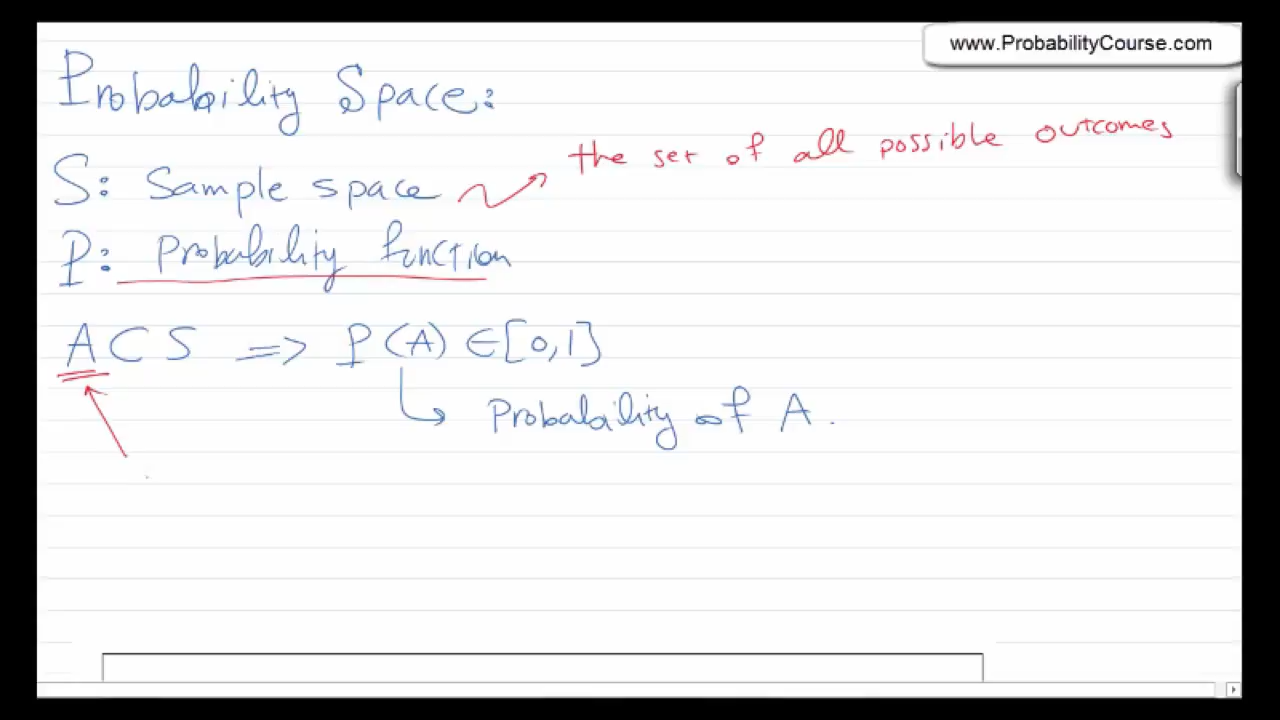 www.ProbabilityCourse.com
Probability Space:
the set of all possible outcomes
S: Sample space
P: Probability function
A ⊂ S => P(A) ∈ [0,1]
Probability of A.